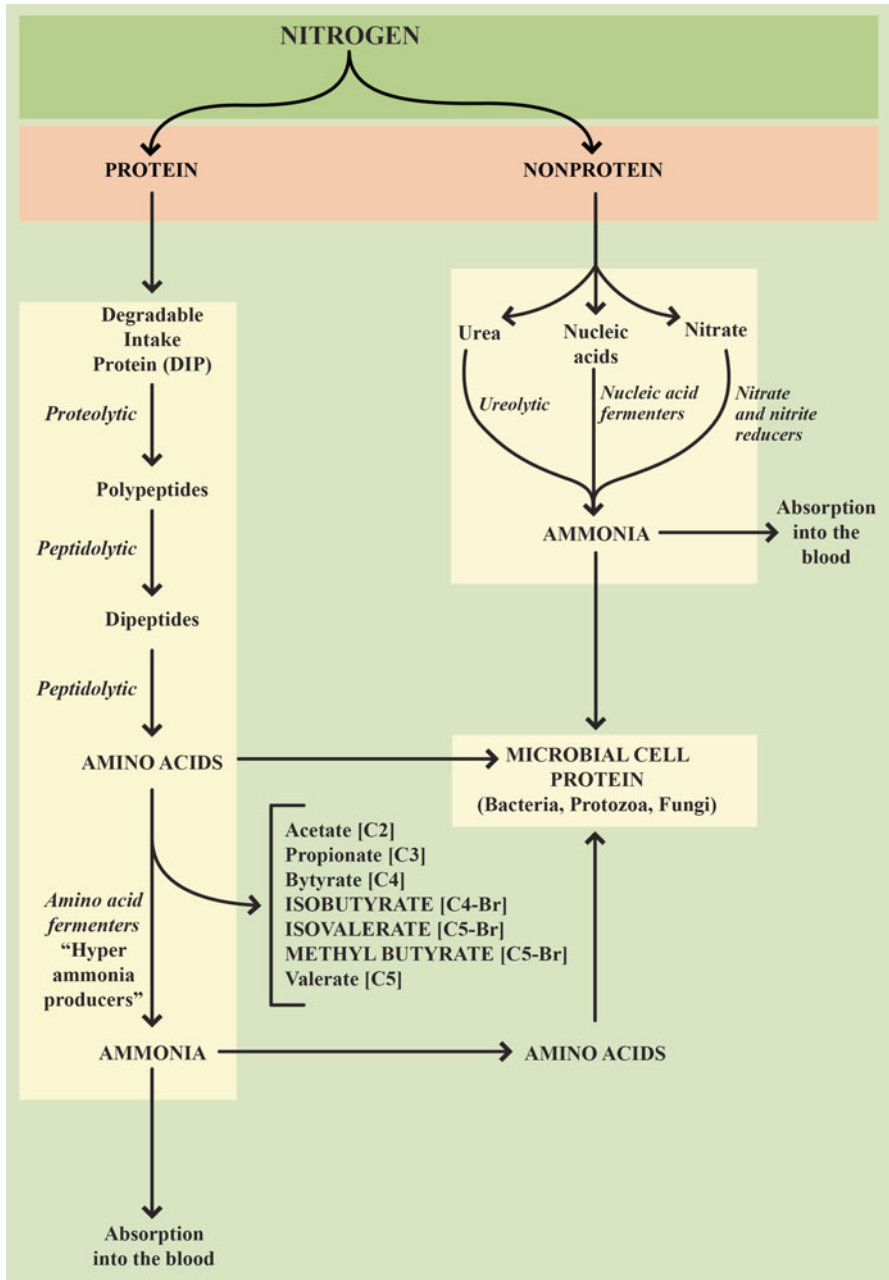 NITROGEN
PROTEIN
NONPROTEIN
Degradable
Intake
Protein (DIP)
Proteolytic
Polypeptides
Peptidolytic
Dipeptides
Peptidolytic
AMINO ACIDS
Amino acid
fermenters
“Hyper
ammonia
producers”
AMMONIA
Absorption
into the blood
Acetate [C2]
Propionate [C3]
Bytyrate [C4]
ISOBUTYRATE [C4-Br]
ISOVALERATE [C5-Br]
METHYL BUTYRATE [C5-Br]
Valerate [C5]
Urea
Nucleic
acids
Nitrate
Ureolytic
Nucleic acid
fermenters
Nitrate
and nitrite
reducers
AMMONIA
Absorption
into the
blood
MICROBIAL CELL
PROTEIN
(Bacteria, Protozoa, Fungi)
AMINO ACIDS